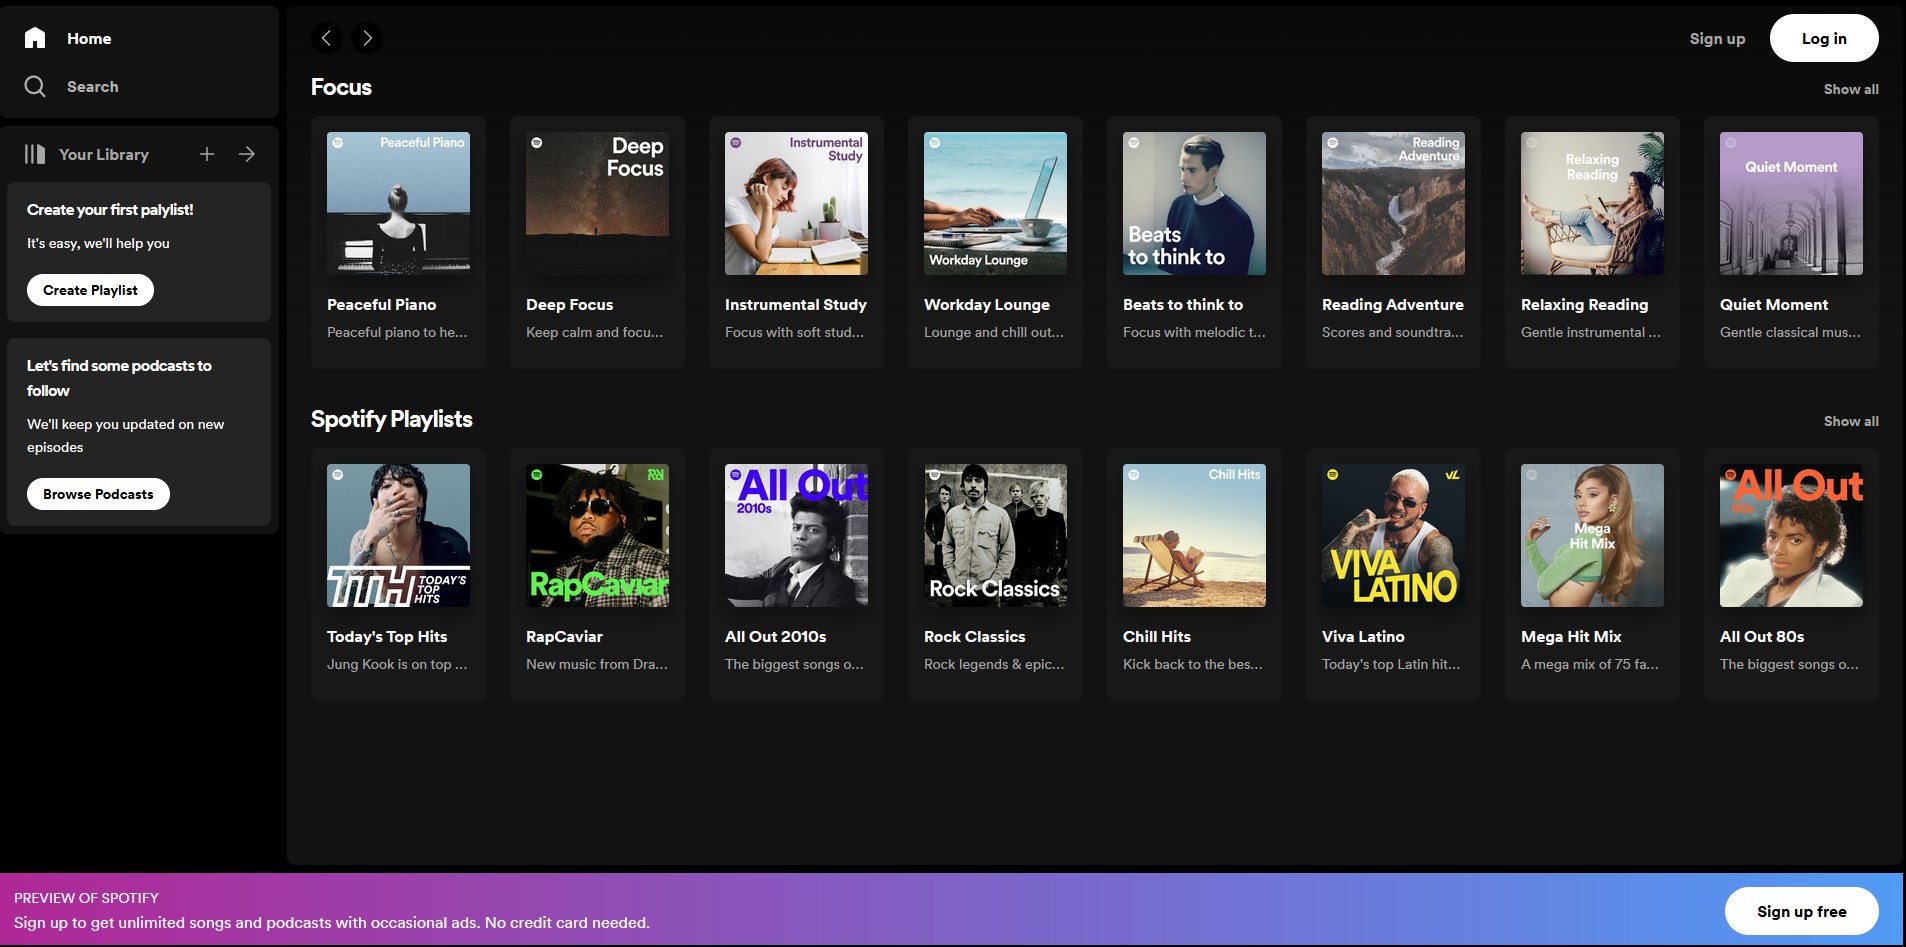 Home
Search
Your Library
Create your first palylist!
It's easy, we'll help you
Create Playlist
Let's find some podcasts to
follow
We'll keep you updated on new
episodes
Browse Podcasts
Sign up
Log in
Focus
Show all
Peaceful Piano
Deep
Focus
Instrumental
Study
Workday Lounge
Beats
to think to
Reading
Adventure
Relaxing
Reading
Quiet Moment
Peaceful Piano
Peaceful piano to he...
Deep Focus
Keep calm and focu...
Instrumental Study
Focus with soft stud...
Workday Lounge
Lounge and chill out...
Beats to think to
Focus with melodic t...
Reading Adventure
Scores and soundtra...
Relaxing Reading
Gentle instrumental ...
Quiet Moment
Gentle classical mus...
Spotify Playlists
Show all
TTH TODAY'S
TOP
HITS
RapCaviar
All Out
2010s
Rock Classics
Chill Hits
VL
VIVA
LATINO
Mega
Hit Mix
All Out
80s
Today's Top Hits
Jung Kook is on top ...
RapCaviar
New music from Dra...
All Out 2010s
The biggest songs o...
Rock Classics
Rock legends & epic...
Chill Hits
Kick back to the bes...
Viva Latino
Today's top Latin hit...
Mega Hit Mix
A mega mix of 75 fa...
All Out 80s
The biggest songs o...
PREVIEW OF SPOTIFY
Sign up to get unlimited songs and podcasts with occasional ads. No credit card needed.
Sign up free